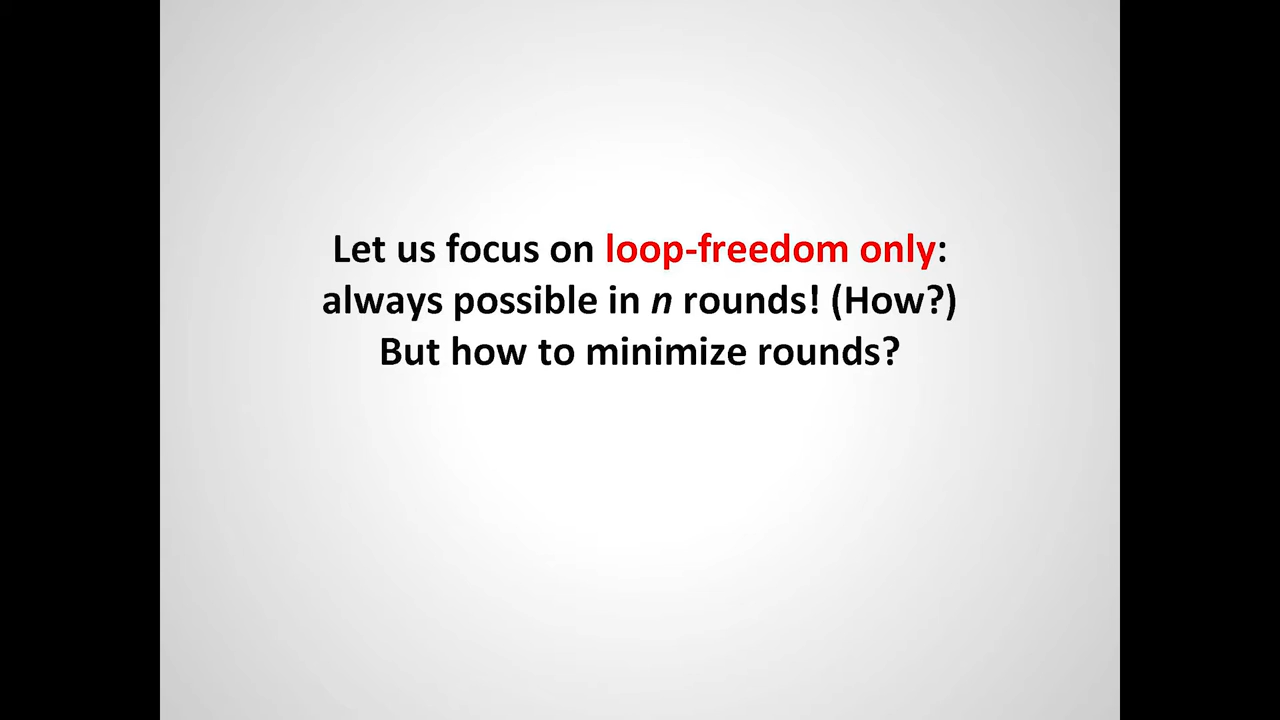 Let us focus on loop-freedom only:
always possible in n rounds! (How?)
But how to minimize rounds?